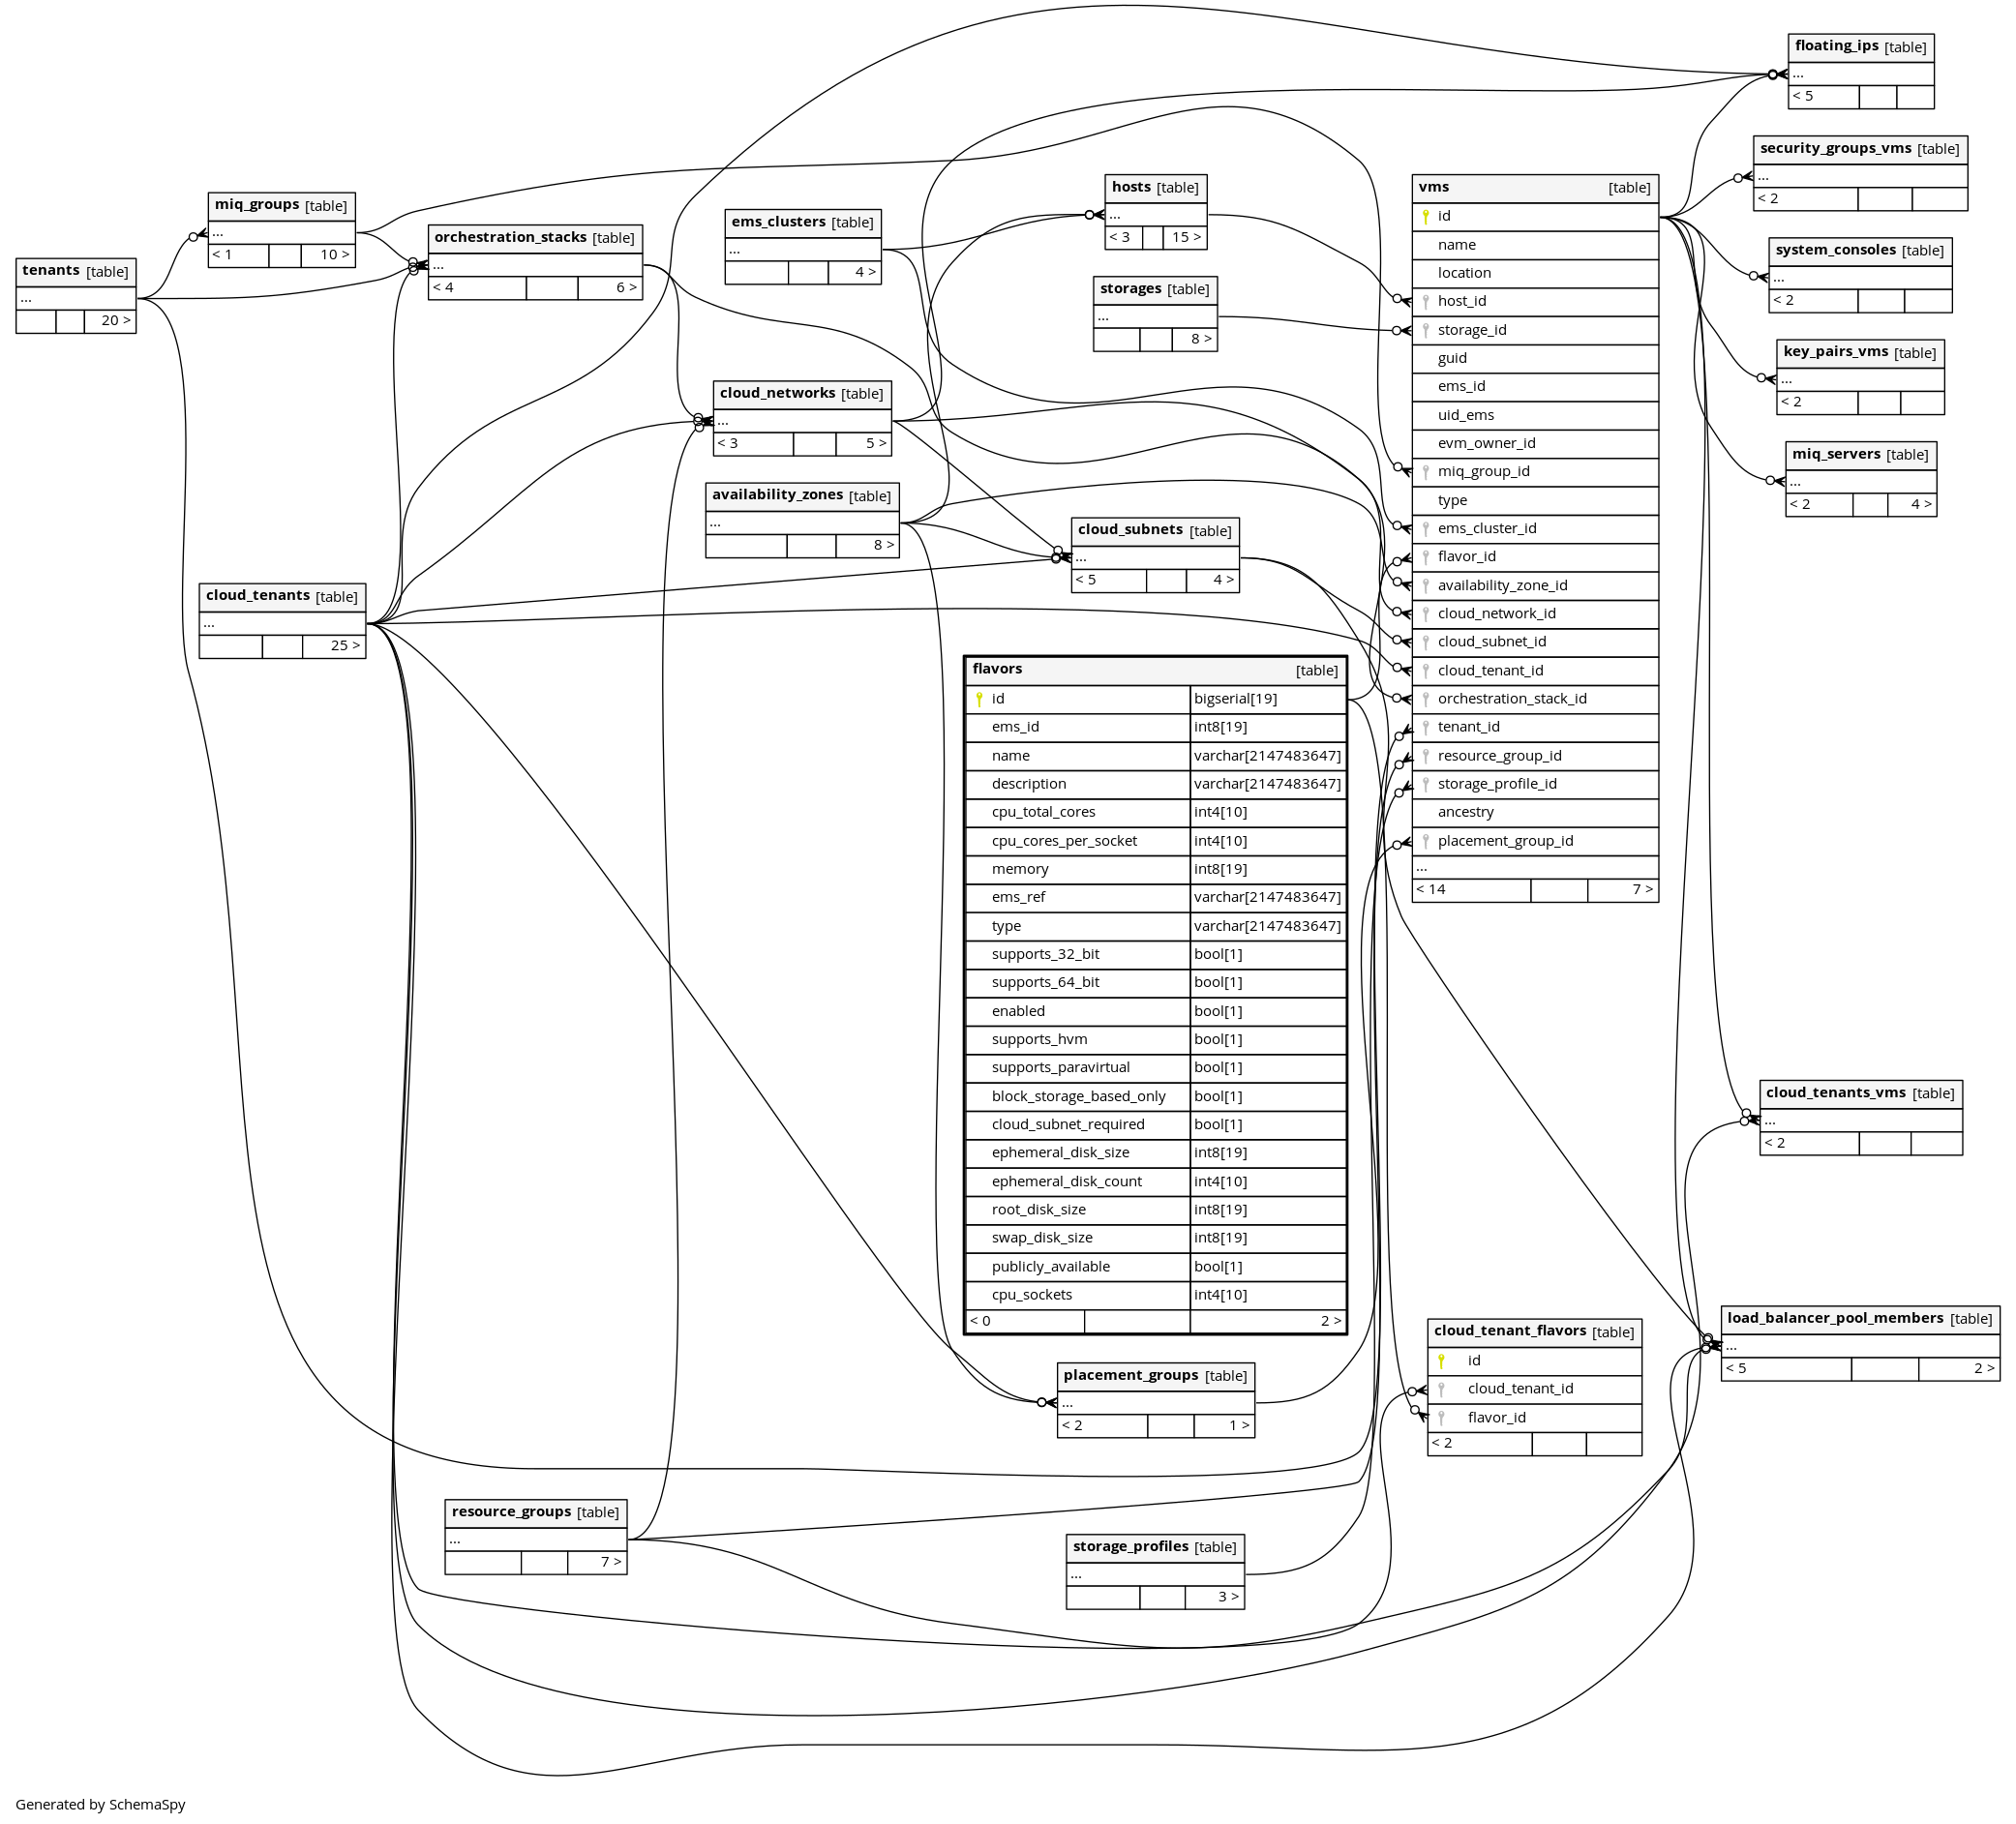 floating_ips [table]
...
< 5
security_groups_vms [table]
...
< 2
system_consoles [table]
...
< 2
key_pairs_vms [table]
...
< 2
miq_servers [table]
...
< 2 4 >
tenants [table]
...
20 >
miq_groups [table]
...
< 1 10 >
orchestration_stacks [table]
...
< 4 6 >
ems_clusters [table]
...
4 >
hosts [table]
...
< 3 15 >
storages [table]
...
8 >
cloud_networks [table]
...
< 3 5 >
availability_zones [table]
...
8 >
cloud_subnets [table]
...
< 5 4 >
cloud_tenants [table]
...
25 >
vms [table]
id
name
location
host_id
storage_id
guid
ems_id
uid_ems
evm_owner_id
miq_group_id
type
ems_cluster_id
flavor_id
availability_zone_id
cloud_network_id
cloud_subnet_id
cloud_tenant_id
orchestration_stack_id
tenant_id
resource_group_id
storage_profile_id
ancestry
placement_group_id
...
< 14 7 >
flavors [table]
id bigserial[19]
ems_id int8[19]
name varchar[2147483647]
description varchar[2147483647]
cpu_total_cores int4[10]
cpu_cores_per_socket int4[10]
memory int8[19]
ems_ref varchar[2147483647]
type varchar[2147483647]
supports_32_bit bool[1]
supports_64_bit bool[1]
enabled bool[1]
supports_hvm bool[1]
supports_paravirtual bool[1]
block_storage_based_only bool[1]
cloud_subnet_required bool[1]
ephemeral_disk_size int8[19]
ephemeral_disk_count int4[10]
root_disk_size int8[19]
swap_disk_size int8[19]
publicly_available bool[1]
cpu_sockets int4[10]
< 0 2 >
cloud_tenants_vms [table]
...
< 2
load_balancer_pool_members [table]
...
< 5 2 >
cloud_tenant_flavors [table]
id
cloud_tenant_id
flavor_id
< 2
placement_groups [table]
...
< 2 1 >
resource_groups [table]
...
7 >
storage_profiles [table]
...
3 >
Generated by SchemaSpy